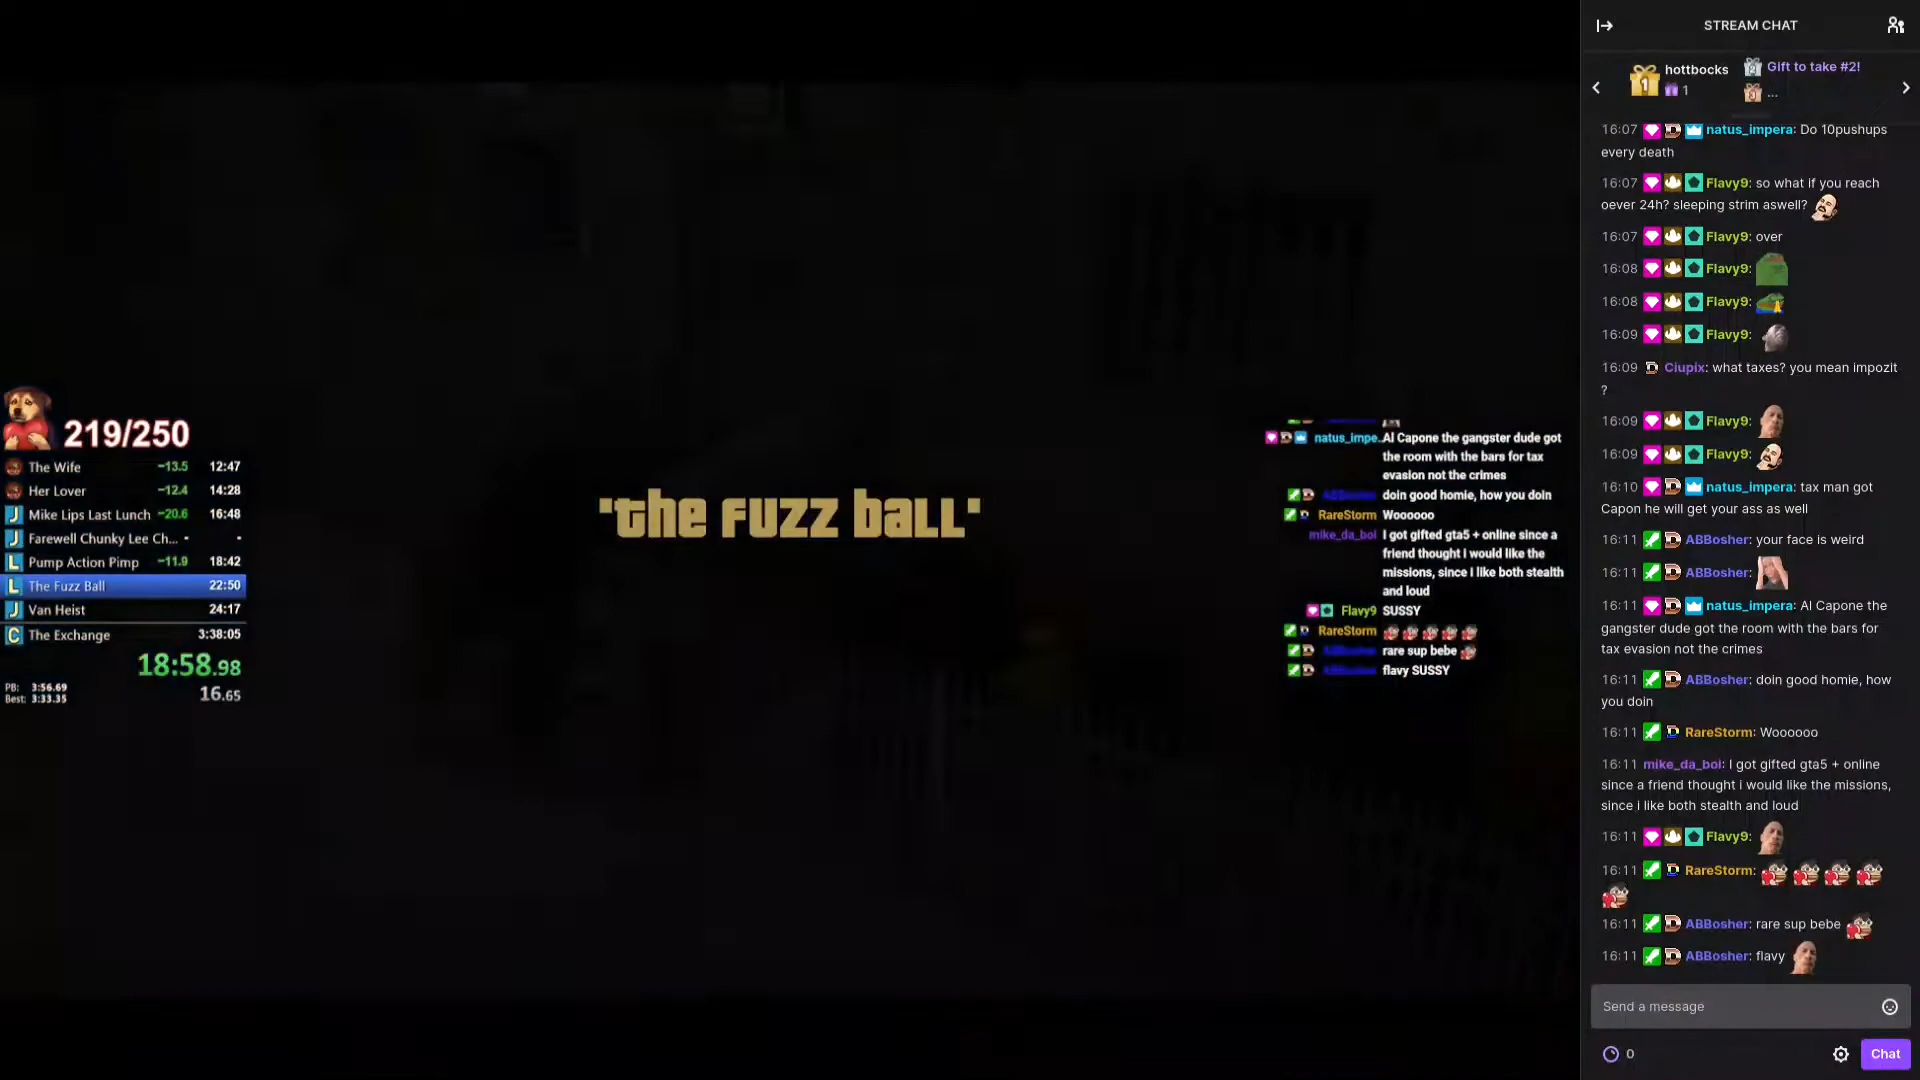 219/250
The Wife −13.5 12:47
Her Lover −12.4 14:28
Mike Lips Last Lunch −20.6 16:48
Farewell Chunky Lee Ch... - -
Pump Action Pimp −11.9 18:42
The Fuzz Ball 22:50
Van Heist 24:17
The Exchange 3:38:05
18:58.98
PB: 3:56.69
Best: 3:33.35
16.65
'the fuzz ball'
natus_impe.. Al Capone the gangster dude got
the room with the bars for tax
evasion not the crimes
ABBosher doin good homie, how you doin
RareStorm Woooooo
mike_da_boi I got gifted gta5 + online since a
friend thought i would like the
missions, since i like both stealth
and loud
Flavy9 SUSSY
RareStorm
ABBosher rare sup bebe
ABBosher flavy SUSSY
STREAM CHAT
1 hottbocks
1
2 Gift to take #2!
3 ...
16:07 natus_impera: Do 10pushups
every death
16:07 Flavy9: so what if you reach
oever 24h? sleeping strim aswell?
16:07 Flavy9: over
16:08 Flavy9:
16:08 Flavy9:
16:09 Flavy9:
16:09 Ciupix: what taxes? you mean impozit
?
16:09 Flavy9:
16:09 Flavy9:
16:10 natus_impera: tax man got
Capon he will get your ass as well
16:11 ABBosher: your face is weird
16:11 ABBosher:
16:11 natus_impera: Al Capone the
gangster dude got the room with the bars for
tax evasion not the crimes
16:11 ABBosher: doin good homie, how
you doin
16:11 RareStorm: Woooooo
16:11 mike_da_boi: I got gifted gta5 + online
since a friend thought i would like the missions,
since i like both stealth and loud
16:11 Flavy9:
16:11 RareStorm:
16:11 ABBosher: rare sup bebe
16:11 ABBosher: flavy
Send a message
0
Chat